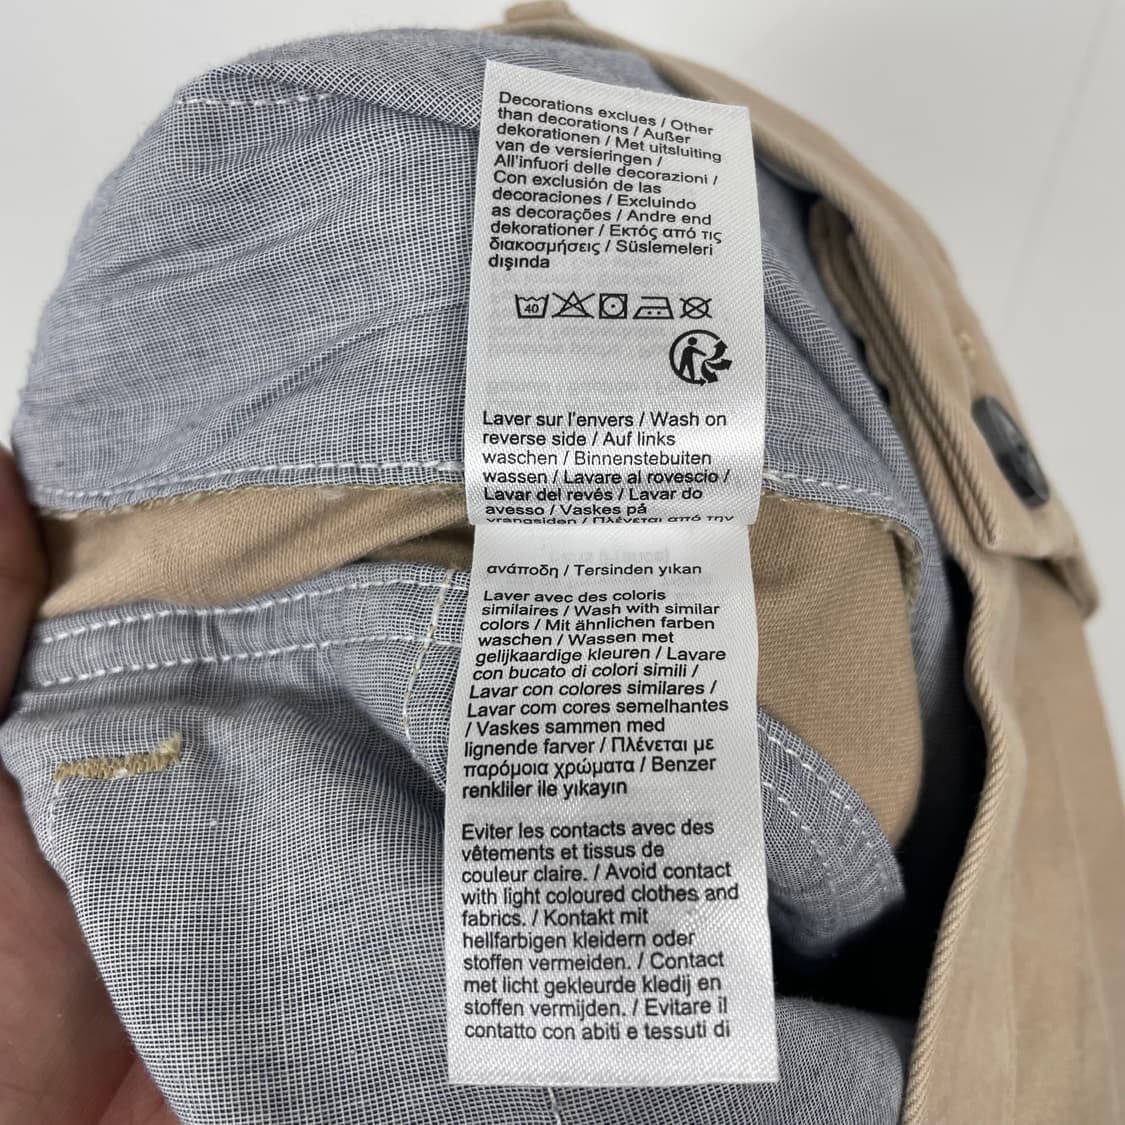 Decorations exclues / Other
than decorations / Außer
dekorationen / Met uitsluiting
van de versieringen /
All'infuori delle decorazioni /
Con exclusión de las
decoraciones / Excluindo
as decorações / Andre end
dekorationer / Εκτός από τις
διακοσμήσεις / Süslemeleri
dışında
40
Laver sur l'envers / Wash on
reverse side / Auf links
waschen / Binnenstebuiten
wassen / Lavare al rovescio /
Lavar del revés / Lavar do
avesso / Vaskes på
vrangsiden / Πλένεται από την
ανάποδη / Tersinden yıkan
Laver avec des coloris
similaires / Wash with similar
colors / Mit ähnlichen farben
waschen / Wassen met
gelijkaardige kleuren / Lavare
con bucato di colori simili /
Lavar con colores similares /
Lavar com cores semelhantes
/ Vaskes sammen med
lignende farver / Πλένεται με
παρόμοια χρώματα / Benzer
renkliler ile yıkayın
Eviter les contacts avec des
vêtements et tissus de
couleur claire. / Avoid contact
with light coloured clothes and
fabrics. / Kontakt mit
hellfarbigen kleidern oder
stoffen vermeiden. / Contact
met licht gekleurde kledij en
stoffen vermijden. / Evitare il
contatto con abiti e tessuti di